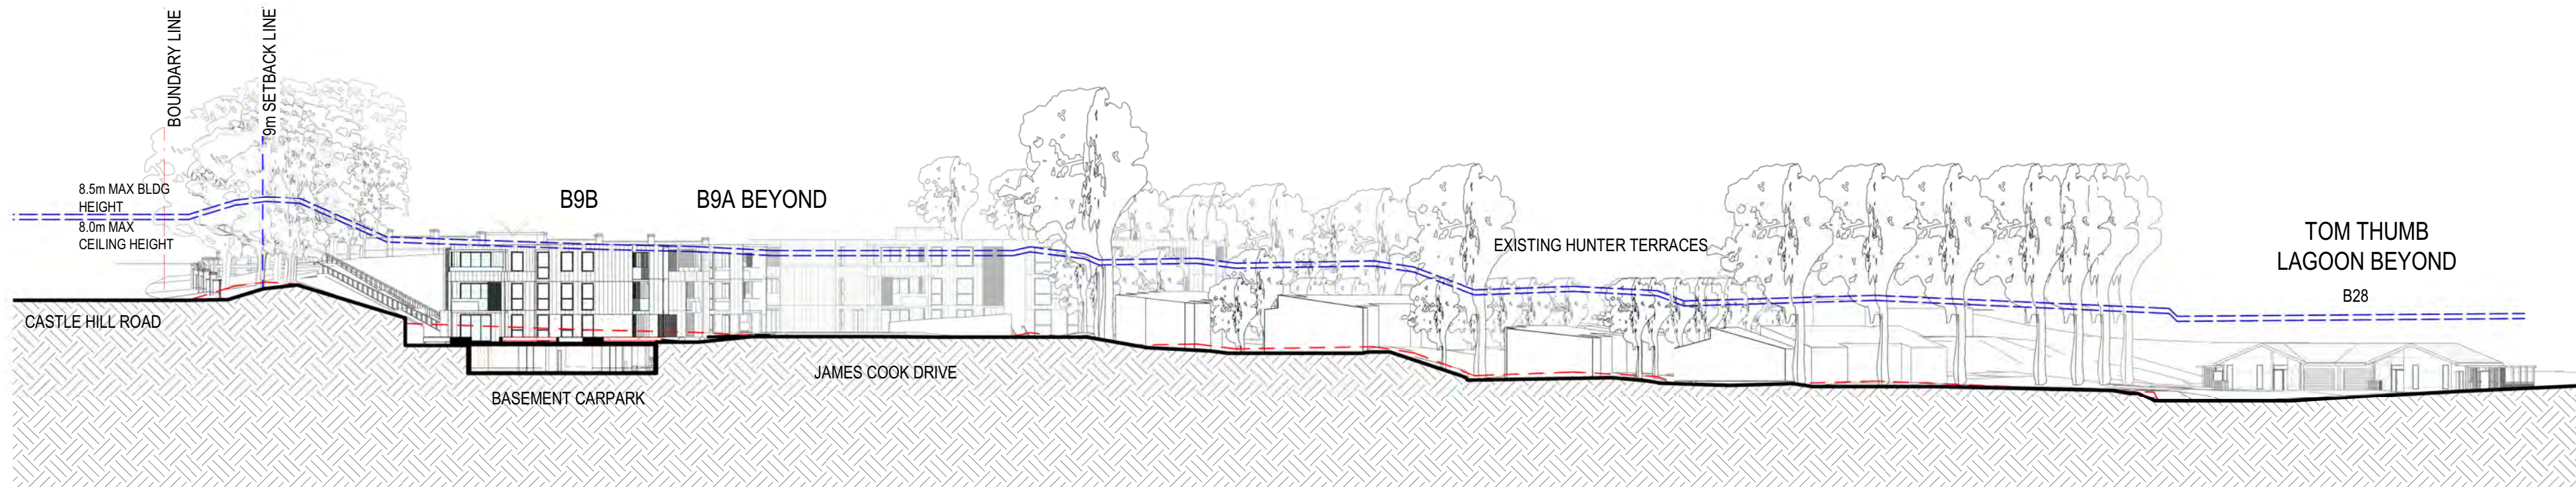 BOUNDARY LINE
9m SETBACK LINE
8.5m MAX BLDG
HEIGHT
8.0m MAX
CEILING HEIGHT
B9B
B9A BEYOND
EXISTING HUNTER TERRACES
TOM THUMB
LAGOON BEYOND
B28
CASTLE HILL ROAD
JAMES COOK DRIVE
BASEMENT CARPARK